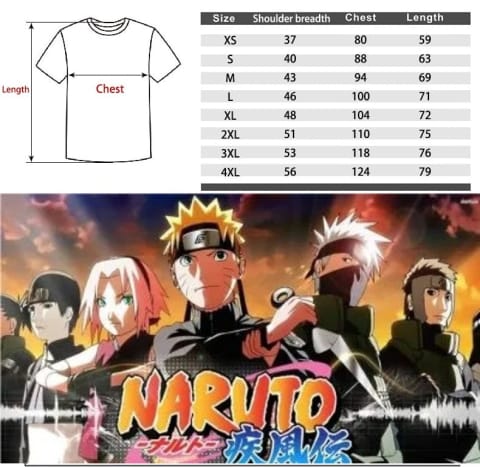 Size Shoulder breadth Chest Length
XS 37 80 59
S 40 88 63
M 43 94 69
L 46 100 71
XL 48 104 72
2XL 51 110 75
3XL 53 118 76
4XL 56 124 79
Length
Chest
NARUTO
ーナルトー
疾風伝